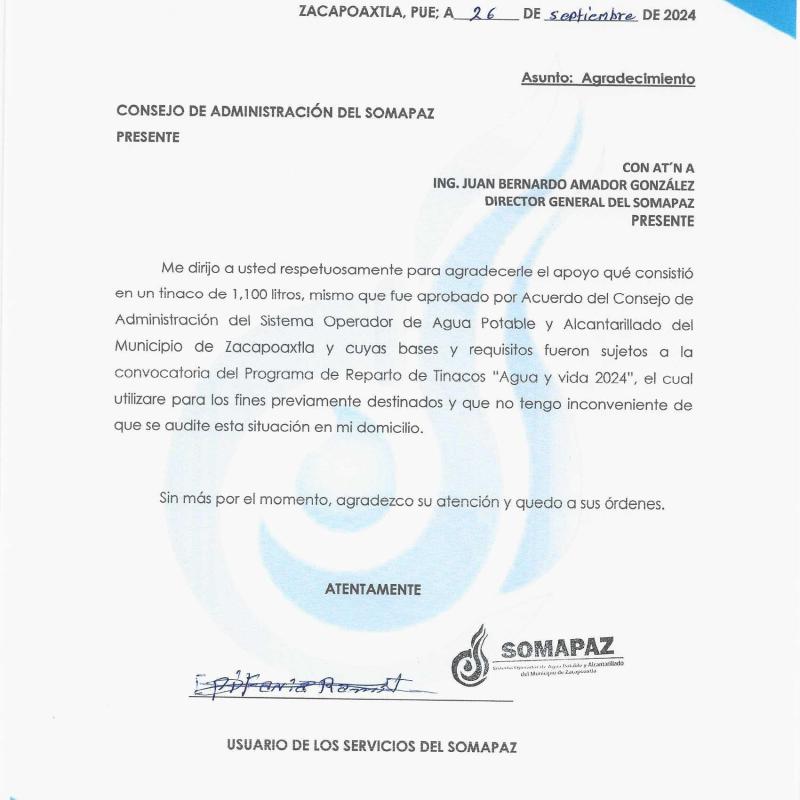 ZACAPOAXTLA, PUE; A 26 DE septiembre DE 2024
Asunto: Agradecimiento
CONSEJO DE ADMINISTRACIÓN DEL SOMAPAZ
PRESENTE
CON AT´N A
ING. JUAN BERNARDO AMADOR GONZÁLEZ
DIRECTOR GENERAL DEL SOMAPAZ
PRESENTE
Me dirijo a usted respetuosamente para agradecerle el apoyo qué consistió
en un tinaco de 1,100 litros, mismo que fue aprobado por Acuerdo del Consejo de
Administración del Sistema Operador de Agua Potable y Alcantarillado del
Municipio de Zacapoaxtla y cuyas bases y requisitos fueron sujetos a la
convocatoria del Programa de Reparto de Tinacos "Agua y vida 2024", el cual
utilizare para los fines previamente destinados y que no tengo inconveniente de
que se audite esta situación en mi domicilio.
Sin más por el momento, agradezco su atención y quedo a sus órdenes.
ATENTAMENTE
SOMAPAZ
Sistema Operador de Agua Potable y Alcantarillado
del Municipio de Zacapoaxtla
USUARIO DE LOS SERVICIOS DEL SOMAPAZ